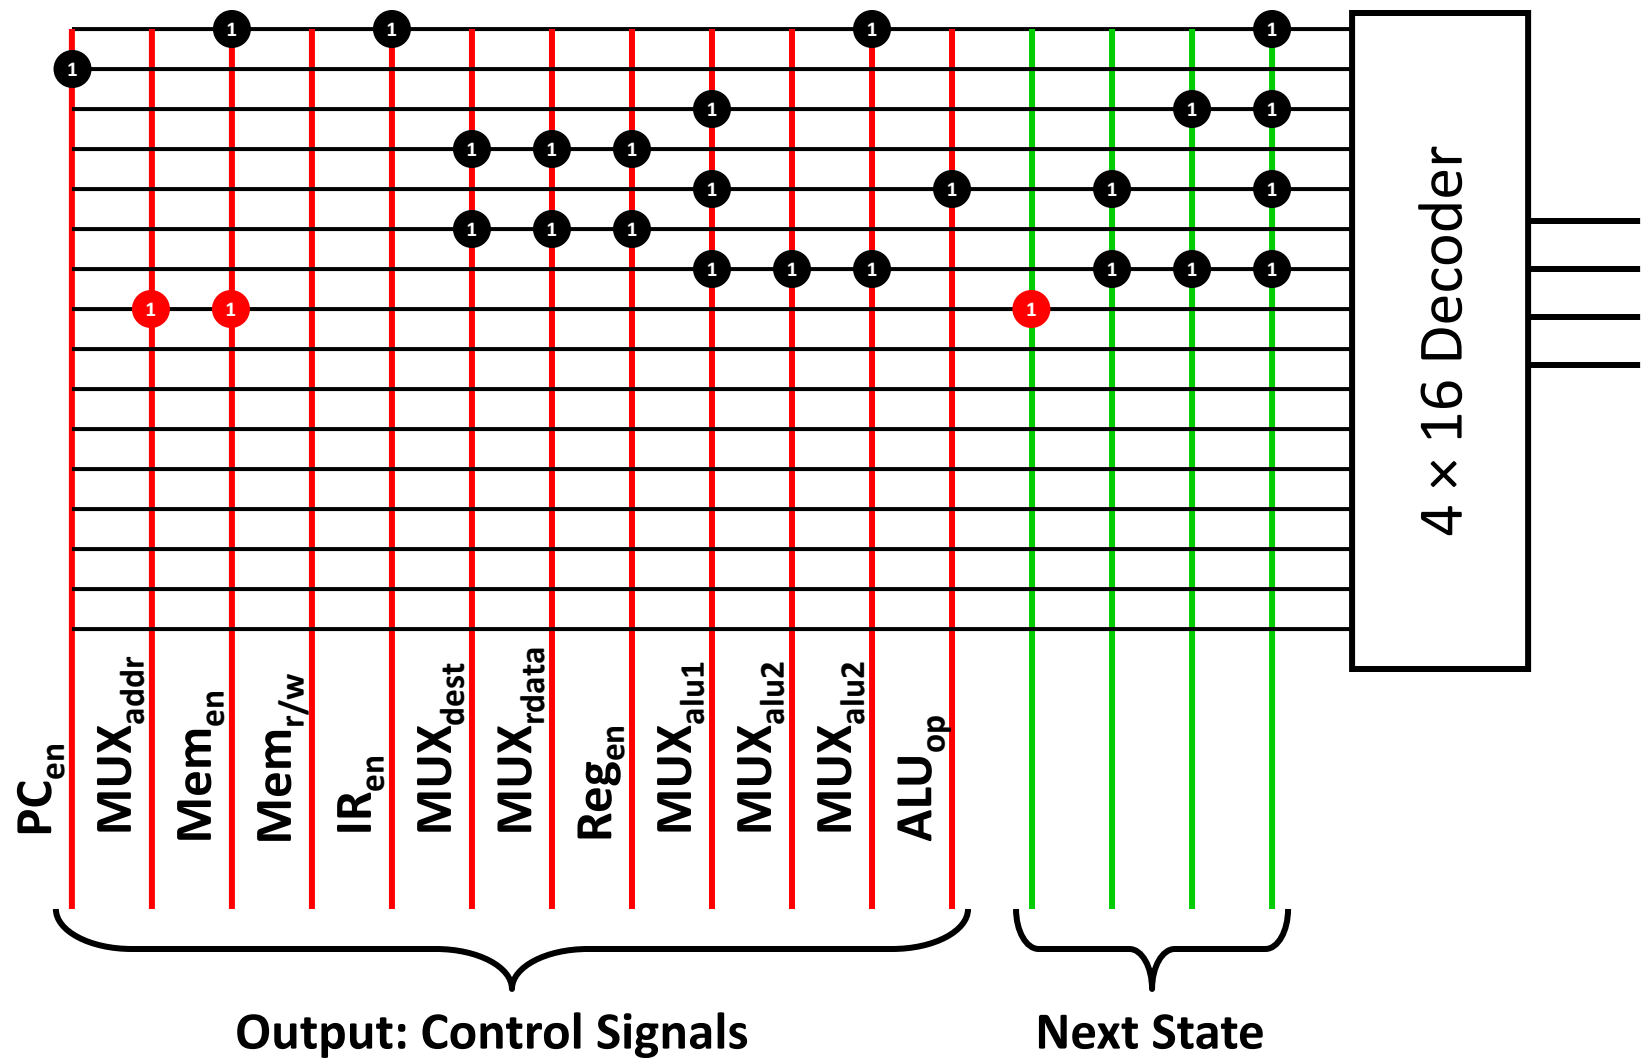 1 1 1 1
1
1 1 1
1 1 1
1 1 1 1
1 1 1
1 1 1 1 1 1
1 1 1
4 × 16 Decoder
PCen
MUXaddr
Memen
Memr/w
IRen
MUXdest
MUXrdata
Regen
MUXalu1
MUXalu2
MUXalu2
ALUop
Output: Control Signals
Next State